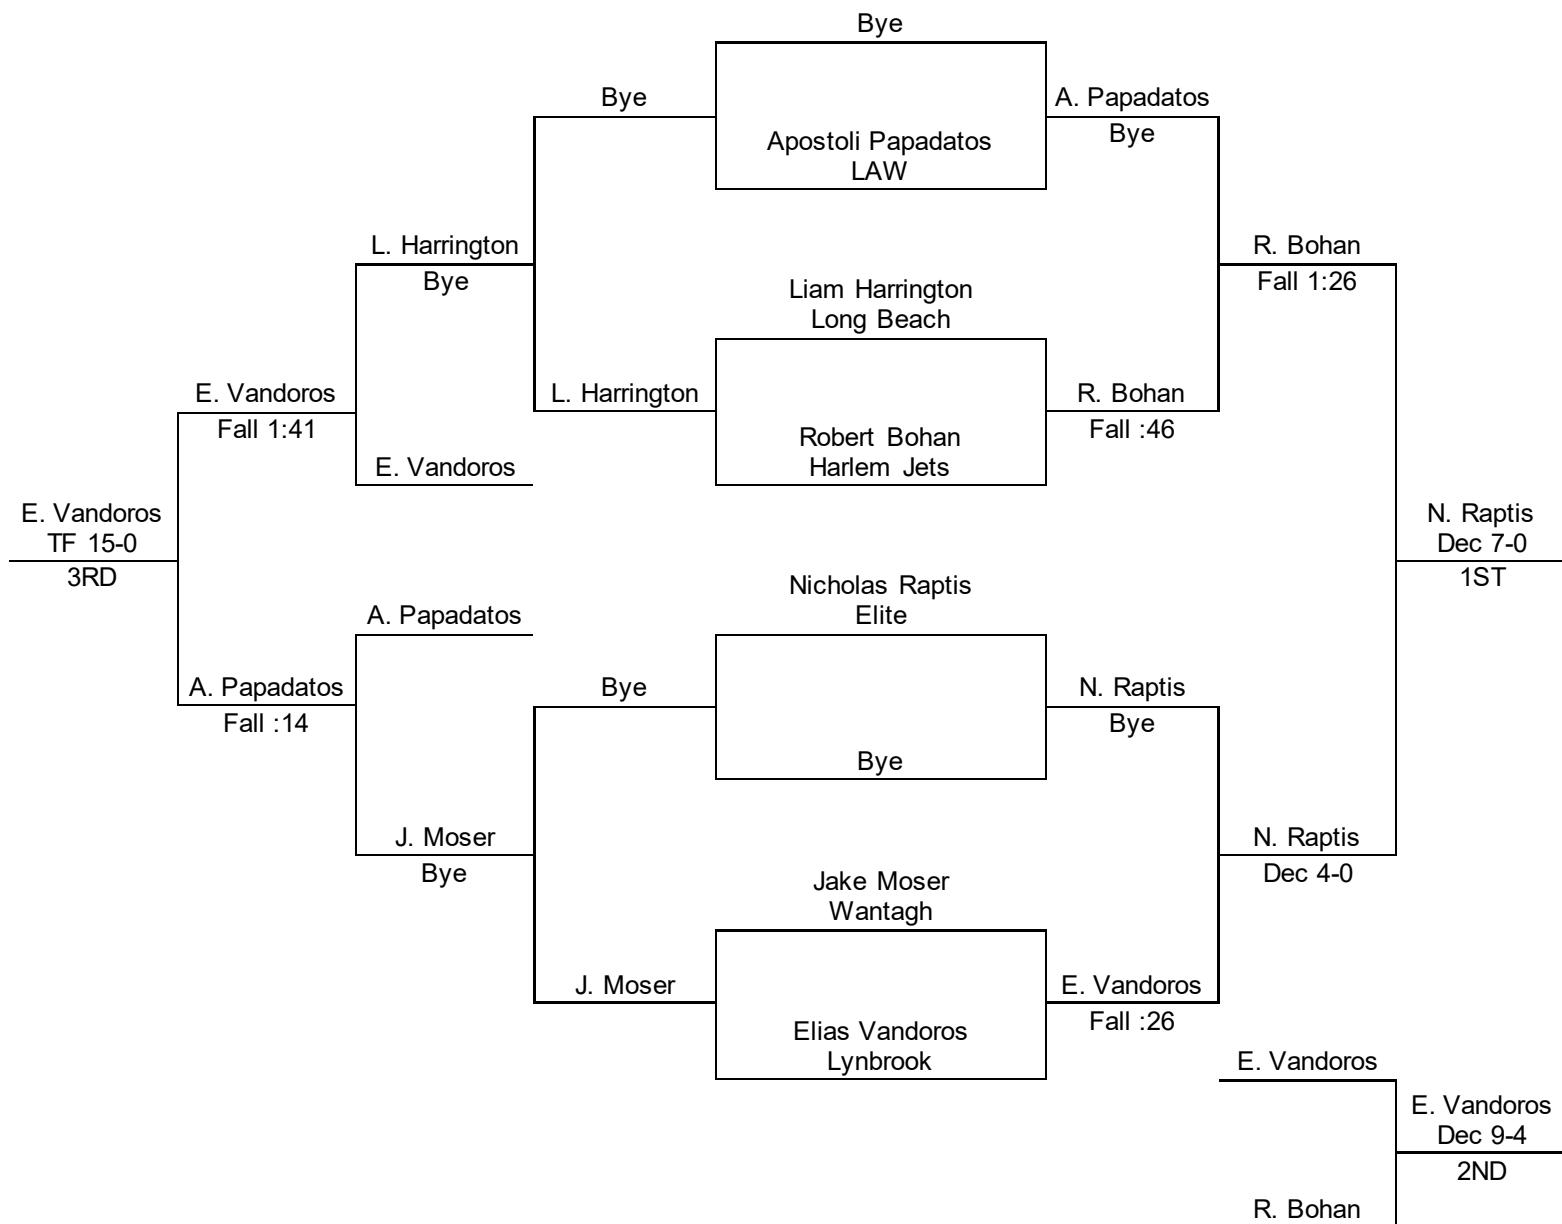 Bye
Bye
A. Papadatos
Bye
Apostoli Papadatos
LAW
L. Harrington
Bye
R. Bohan
Fall 1:26
Liam Harrington
Long Beach
E. Vandoros
Fall 1:41
L. Harrington
R. Bohan
Fall :46
Robert Bohan
Harlem Jets
E. Vandoros
E. Vandoros
TF 15-0
3RD
N. Raptis
Dec 7-0
1ST
Nicholas Raptis
Elite
A. Papadatos
A. Papadatos
Fall :14
Bye
N. Raptis
Bye
Bye
J. Moser
Bye
N. Raptis
Dec 4-0
Jake Moser
Wantagh
J. Moser
E. Vandoros
Fall :26
Elias Vandoros
Lynbrook
E. Vandoros
E. Vandoros
Dec 9-4
2ND
R. Bohan